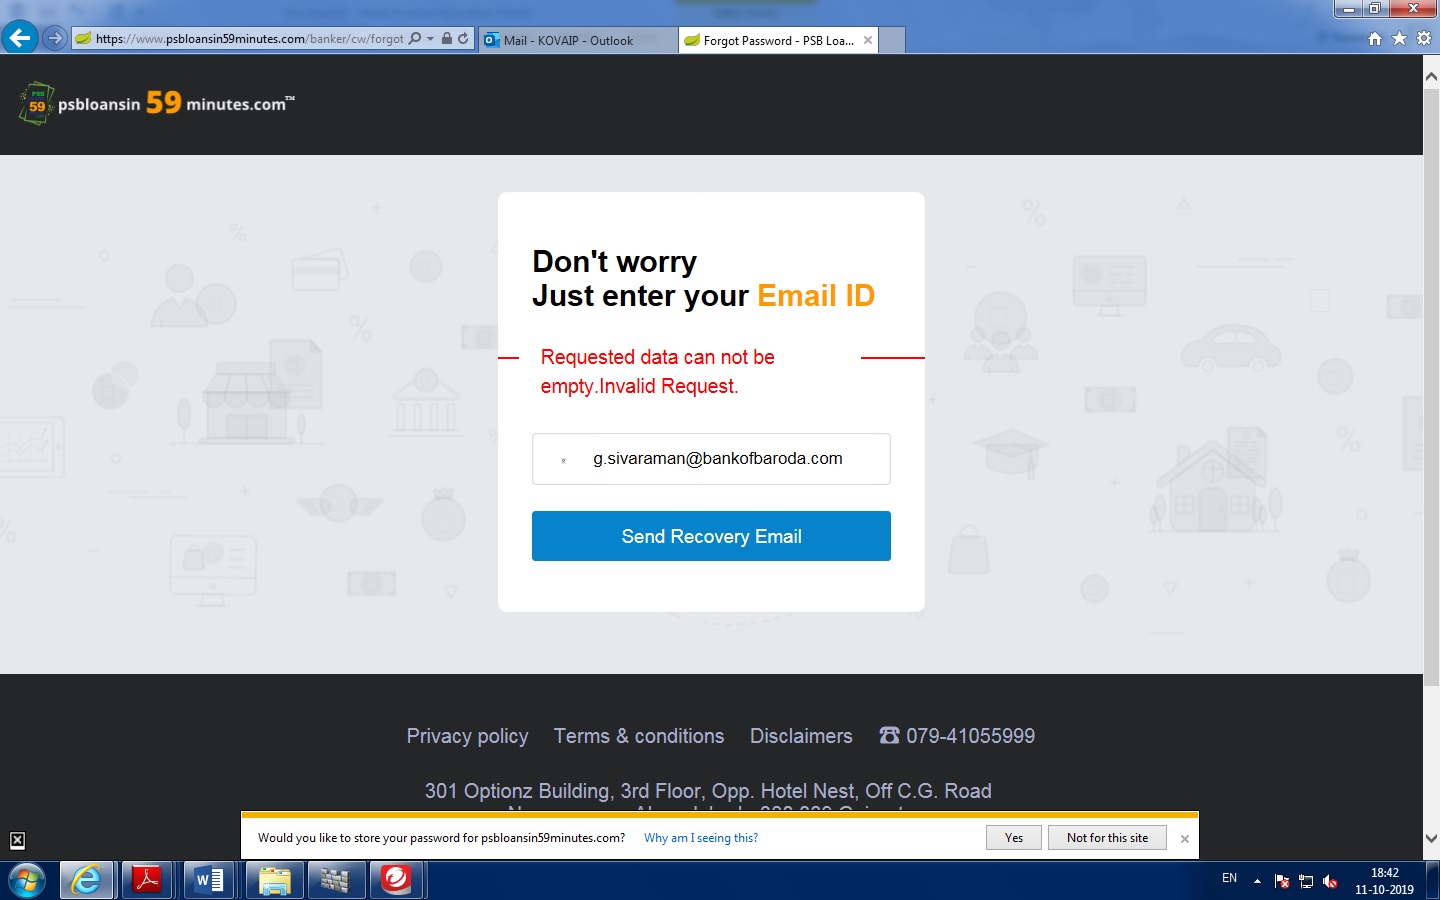 https://www.psbloansin59minutes.com/banker/cw/forgot
Mail - KOVAIP - Outlook
Forgot Password - PSB Loa...
PSB
59
psbloansin 59 minutes.com™
Don't worry
Just enter your Email ID
Requested data can not be
empty.Invalid Request.
g.sivaraman@bankofbaroda.com
Send Recovery Email
Privacy policy Terms & conditions Disclaimers 079-41055999
301 Optionz Building, 3rd Floor, Opp. Hotel Nest, Off C.G. Road
Would you like to store your password for psbloansin59minutes.com? Why am I seeing this? Yes Not for this site
EN
18:42
11-10-2019